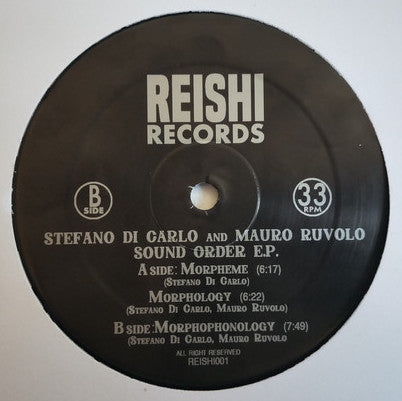 REISHI
RECORDS
B
SIDE
33
RPM
STEFANO DI CARLO AND MAURO RUVOLO
SOUND ORDER E.P.
A SIDE: MORPHEME (6:17)
(STEFANO DI CARLO)
MORPHOLOGY (6:22)
(STEFANO DI CARLO, MAURO RUVOLO)
B SIDE: MORPHOPHONOLOGY (7:49)
(STEFANO DI CARLO, MAURO RUVOLO
ALL RIGHT RESERVED
REISHI001